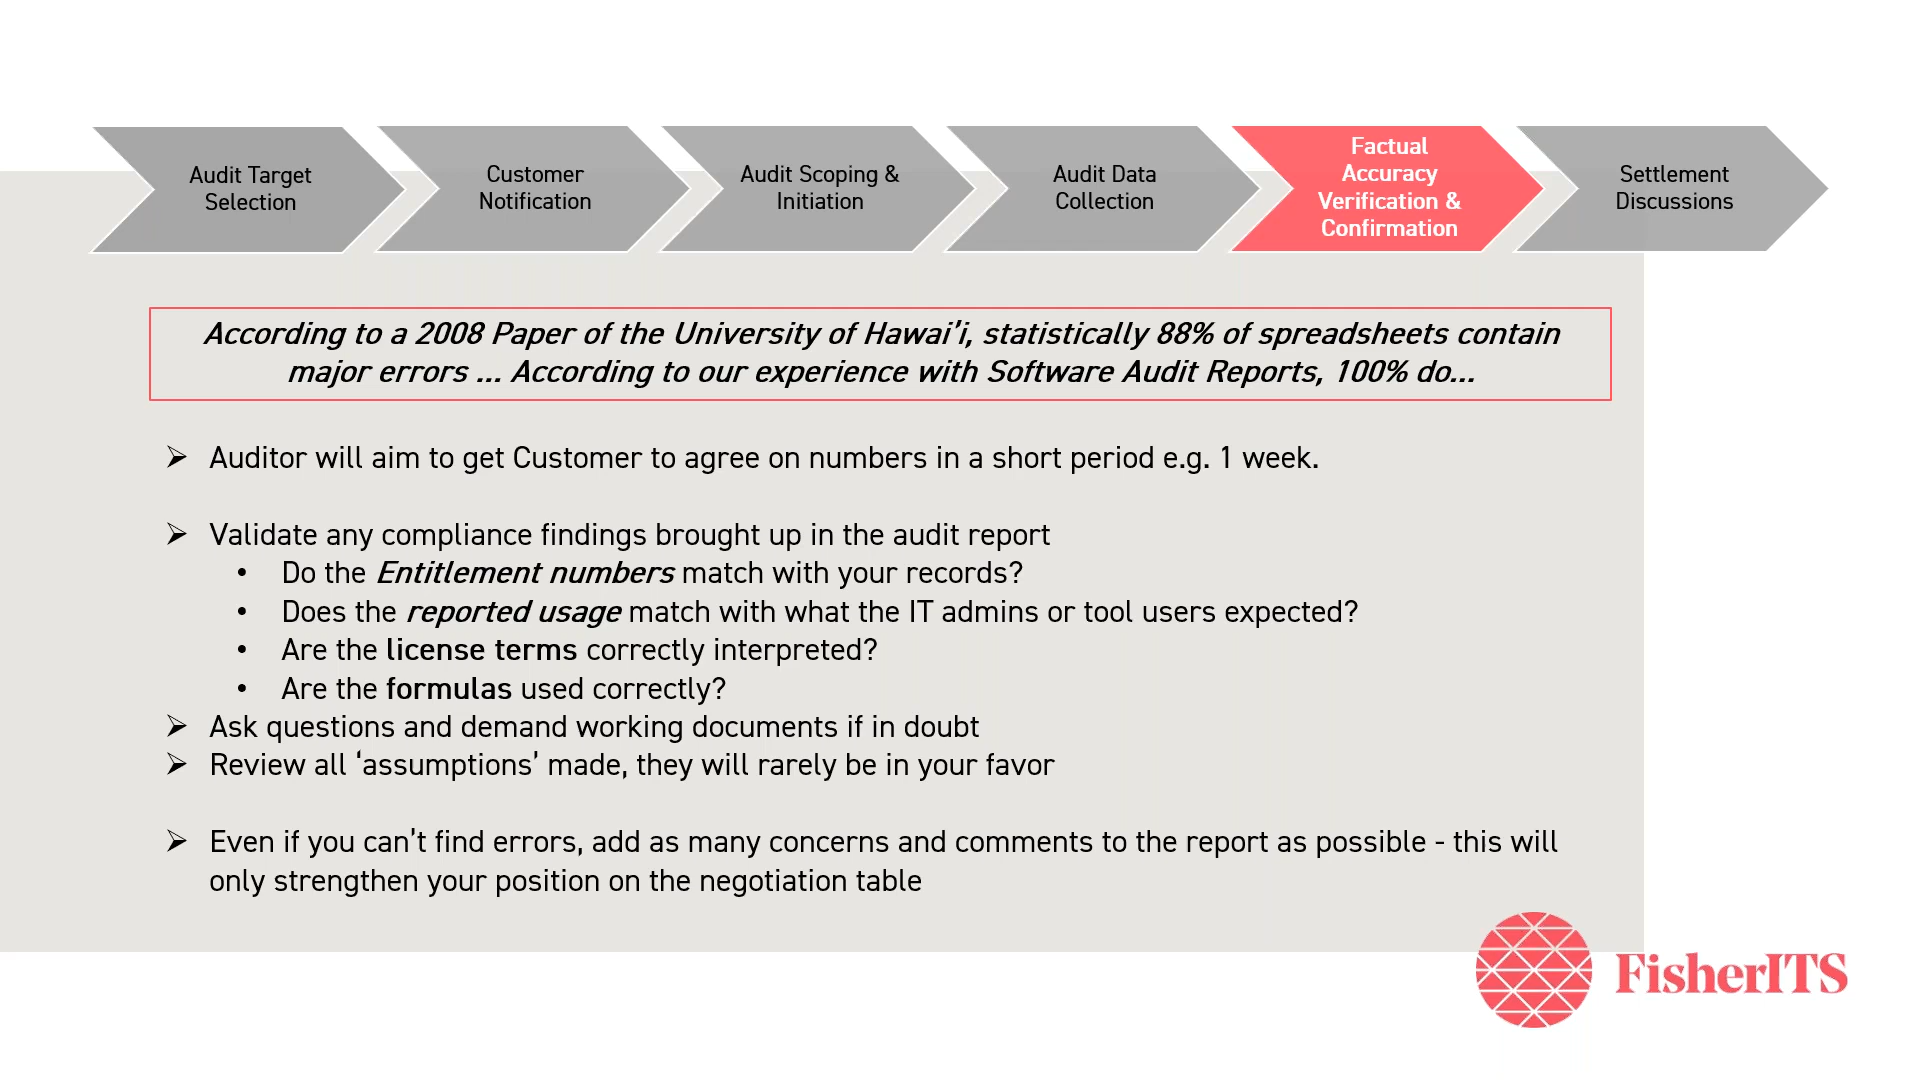 Audit Target
Selection
Customer
Notification
Audit Scoping &
Initiation
Audit Data
Collection
Factual
Accuracy
Verification &
Confirmation
Settlement
Discussions
According to a 2008 Paper of the University of Hawai’i, statistically 88% of spreadsheets contain
major errors ... According to our experience with Software Audit Reports, 100% do...
➢ Auditor will aim to get Customer to agree on numbers in a short period e.g. 1 week.
➢ Validate any compliance findings brought up in the audit report
• Do the Entitlement numbers match with your records?
• Does the reported usage match with what the IT admins or tool users expected?
• Are the license terms correctly interpreted?
• Are the formulas used correctly?
➢ Ask questions and demand working documents if in doubt
➢ Review all ‘assumptions’ made, they will rarely be in your favor
➢ Even if you can’t find errors, add as many concerns and comments to the report as possible - this will
only strengthen your position on the negotiation table
FisherITS